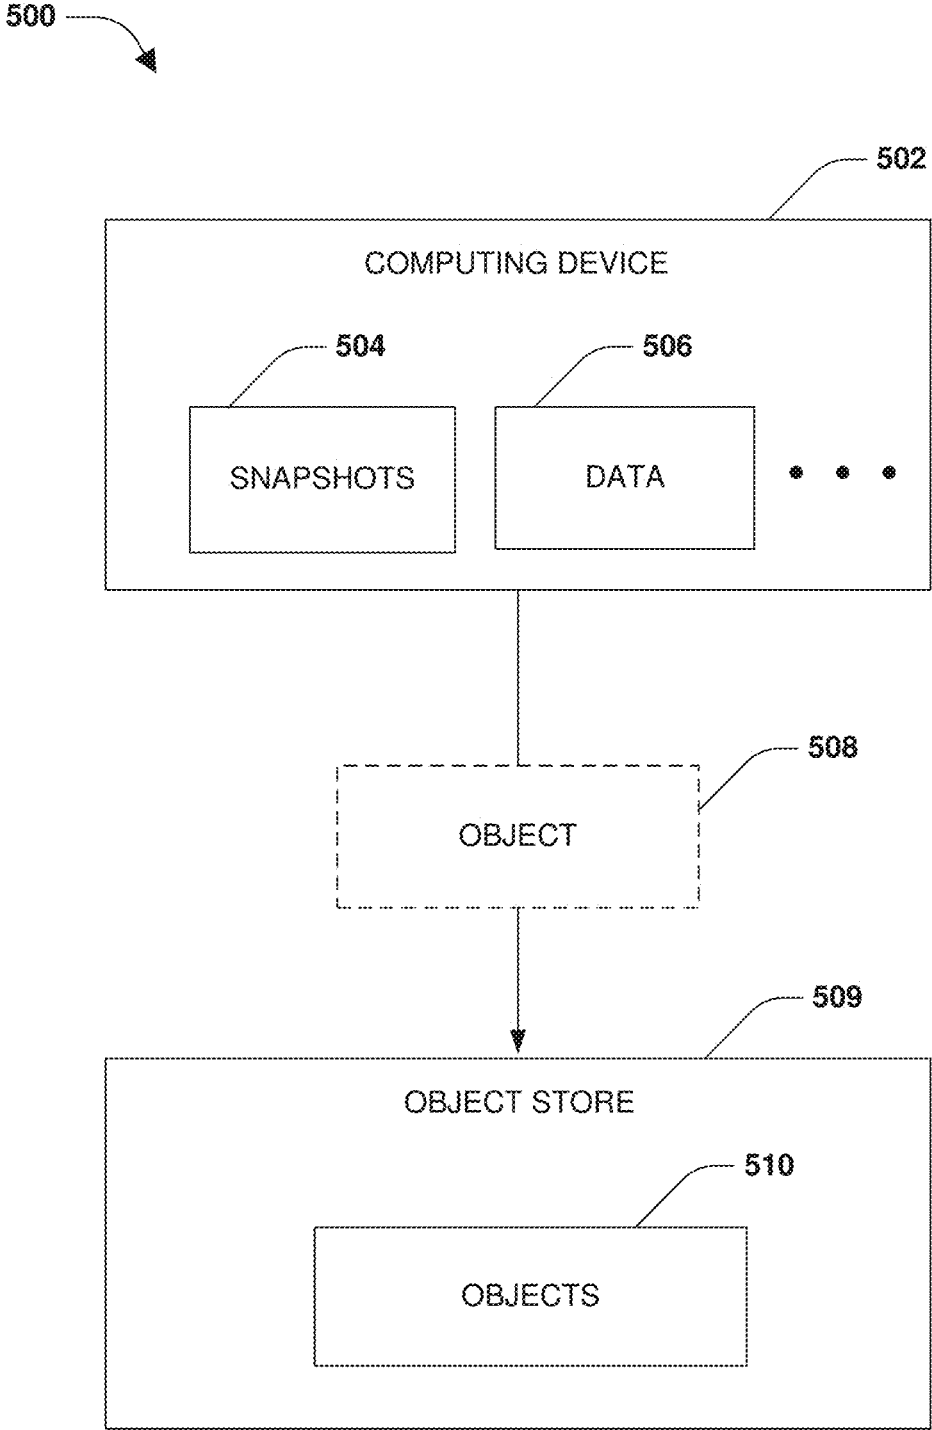 500
502
COMPUTING DEVICE
504
506
SNAPSHOTS
DATA
508
OBJECT
509
OBJECT STORE
510
OBJECTS